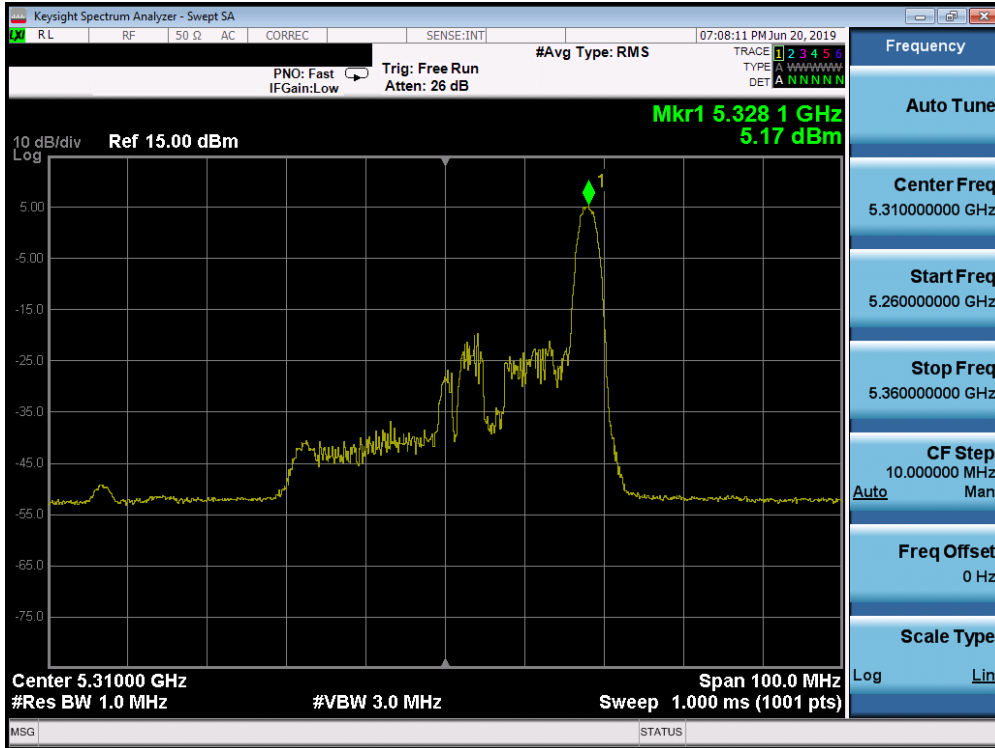 Keysight Spectrum Analyzer - Swept SA
LXI RL RF 50 Ω AC CORREC SENSE:INT 07:08:11 PM Jun 20, 2019
#Avg Type: RMS
TRACE 1 2 3 4 5 6
PNO: Fast Trig: Free Run TYPE A WWWWW
IFGain:Low Atten: 26 dB DET A N N N N N
Mkr1 5.328 1 GHz
5.17 dBm
10 dB/div Ref 15.00 dBm
Log
1
5.00
-5.00
-15.0
-25.0
-35.0
-45.0
-55.0
-65.0
-75.0
Center 5.31000 GHz Span 100.0 MHz
#Res BW 1.0 MHz #VBW 3.0 MHz Sweep 1.000 ms (1001 pts)
MSG STATUS
Frequency
Auto Tune
Center Freq
5.310000000 GHz
Start Freq
5.260000000 GHz
Stop Freq
5.360000000 GHz
CF Step
10.000000 MHz
Auto Man
Freq Offset
0 Hz
Scale Type
Log Lin